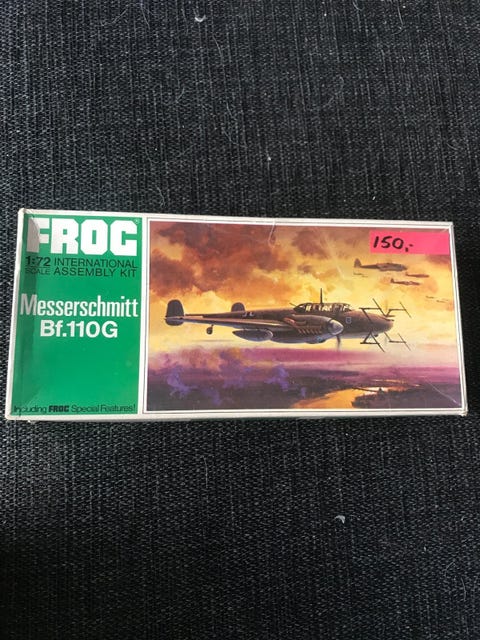 FROG
1:72 INTERNATIONAL
SCALE ASSEMBLY KIT
Messerschmitt
Bf.110G
Including FROG Special Features!
150,-